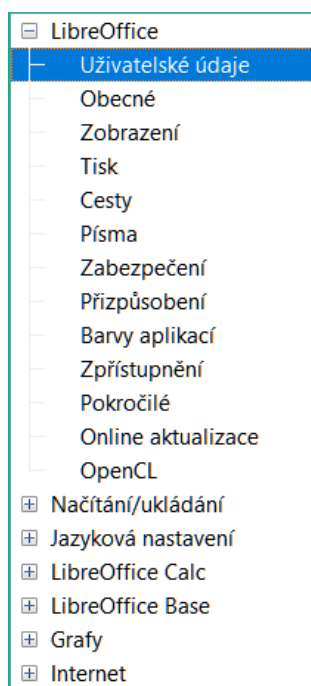 LibreOffice
Uživatelské údaje
Obecné
Zobrazení
Tisk
Cesty
Písma
Zabezpečení
Přizpůsobení
Barvy aplikací
Zpřístupnění
Pokročilé
Online aktualizace
OpenCL
Načítání/ukládání
Jazyková nastavení
LibreOffice Calc
LibreOffice Base
Grafy
Internet